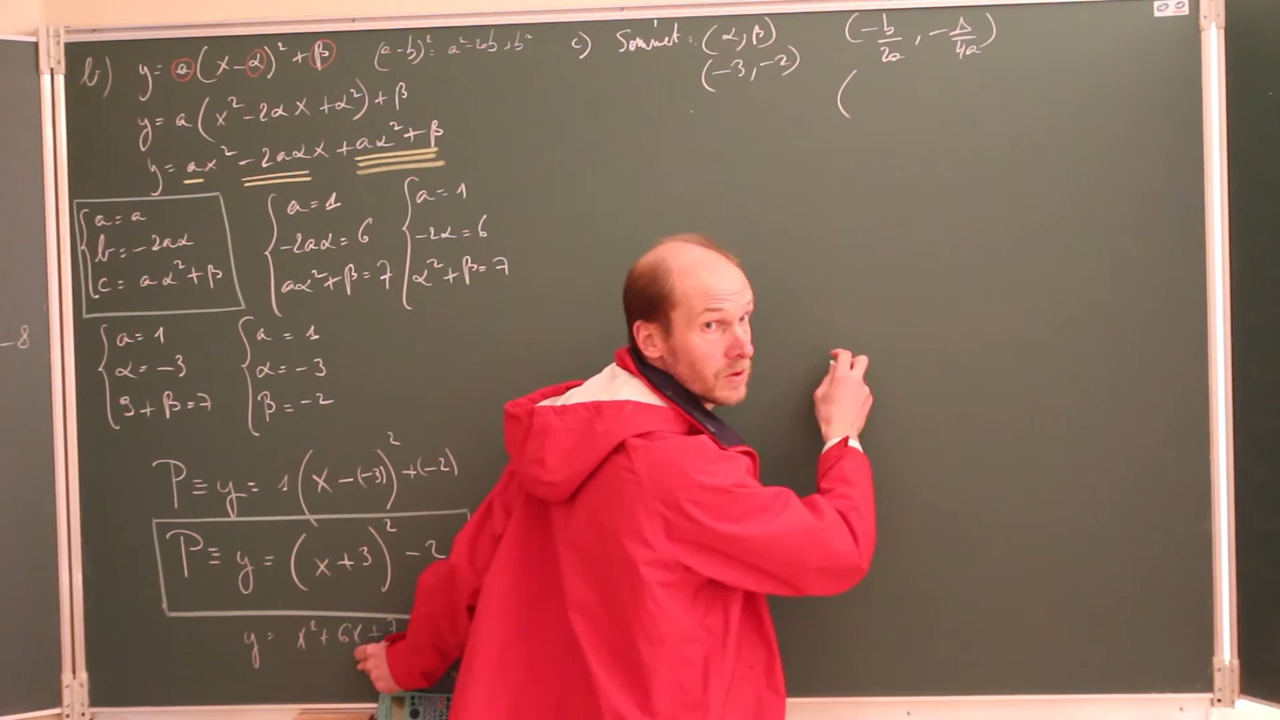 b) y = a(x-α)² + β
(a-b)² = a²-2ab+b²
y = a(x²-2αx+α²)+β
y = ax²-2aαx+aα²+β
{ a = a
b = -2aα
c = aα²+β
{ a = 1
-2aα = 6
aα²+β = 7
{ a = 1
-2α = 6
α²+β = 7
{ a = 1
α = -3
9+β = 7
{ a = 1
α = -3
β = -2
P ≡ y = 1(x-(-3))²+(-2)
P ≡ y = (x+3)²-2
y = x²+6x+7
c) Sommet : (α,β) (-b/2a , -Δ/4a)
(-3,-2) (
-8